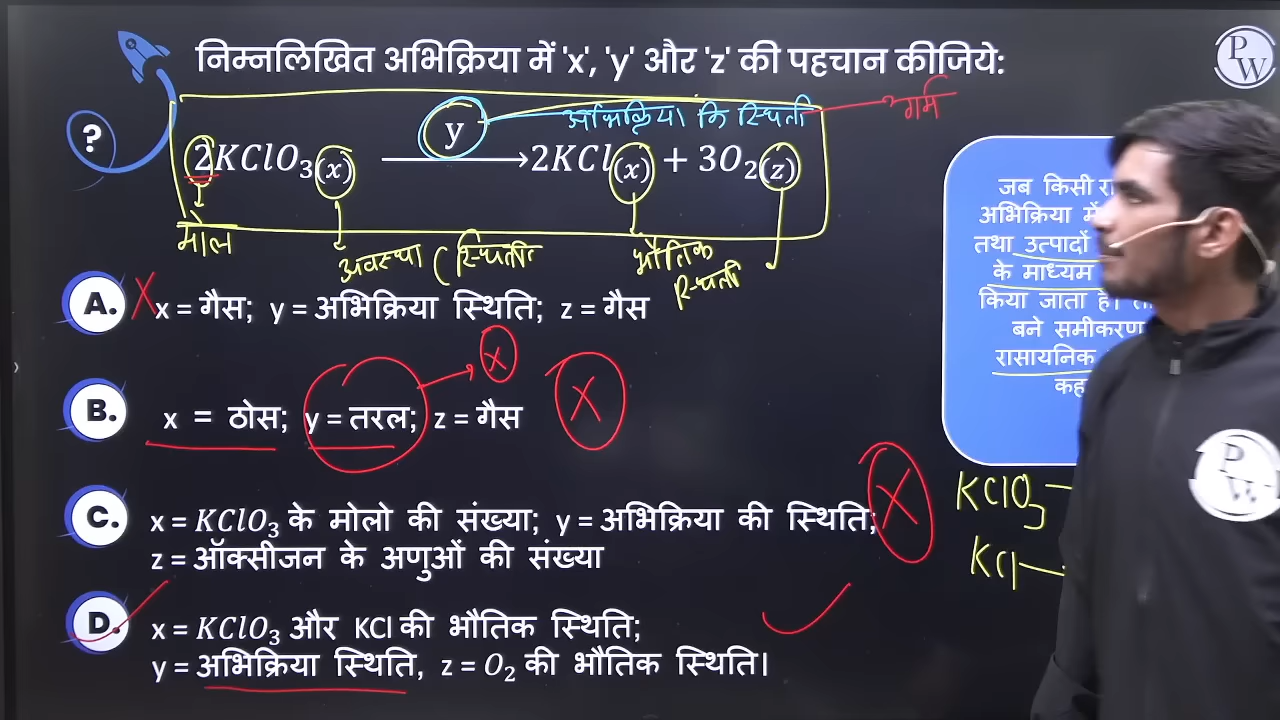 निम्नलिखित अभिक्रिया में 'x', 'y' और 'z' की पहचान कीजिये:
PW
?
y
अभिक्रिया कि स्थिती
गर्म
2KClO₃(x) ⟶ 2KCl(x) + 3O₂(z)
मोल
अवस्था (स्थिती
भौतिक
स्थिती
A. x = गैस; y = अभिक्रिया स्थिति; z = गैस
B. x = ठोस; y = तरल; z = गैस
C. x = KClO₃ के मोलो की संख्या; y = अभिक्रिया की स्थिति;
z = ऑक्सीजन के अणुओं की संख्या
D. x = KClO₃ और KCl की भौतिक स्थिति;
y = अभिक्रिया स्थिति, z = O₂ की भौतिक स्थिति।
जब किसी
अभिक्रिया में
तथा उत्पादों
के माध्यम
किया जाता है।
बने समीकरण
रासायनिक
KClO₃
KCl
PW